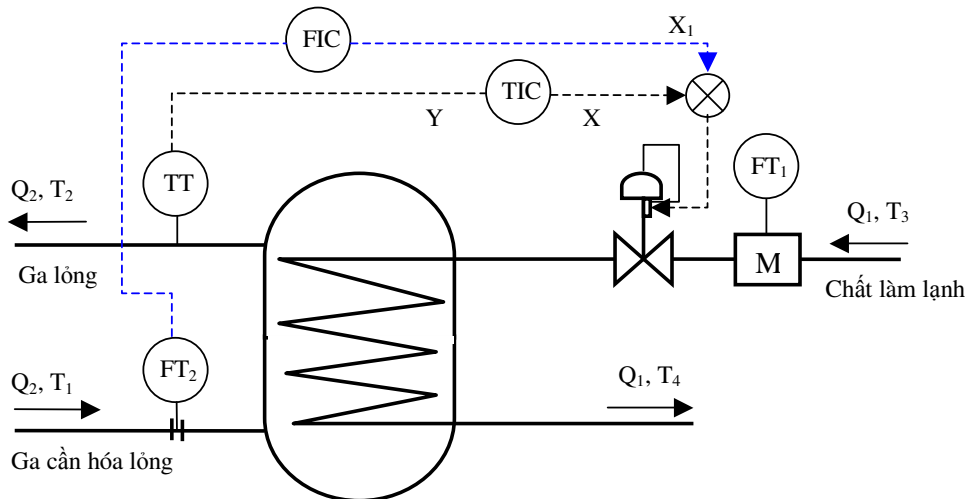 FIC
X₁
TIC
Y
X
TT
FT₁
Q₂, T₂
Q₁, T₃
Ga lỏng
M
Chất làm lạnh
FT₂
Q₂, T₁
Q₁, T₄
Ga cần hóa lỏng